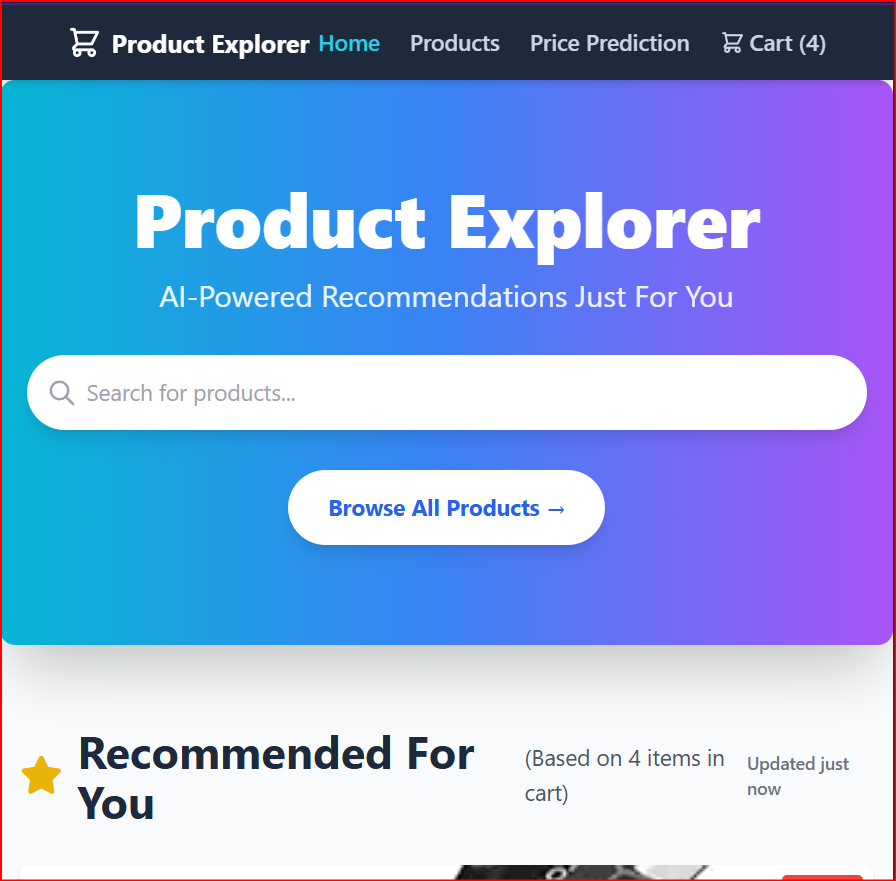 Product Explorer Home Products Price Prediction Cart (4)
Product Explorer
AI-Powered Recommendations Just For You
Search for products...
Browse All Products →
Recommended For
You
(Based on 4 items in
cart)
Updated just
now